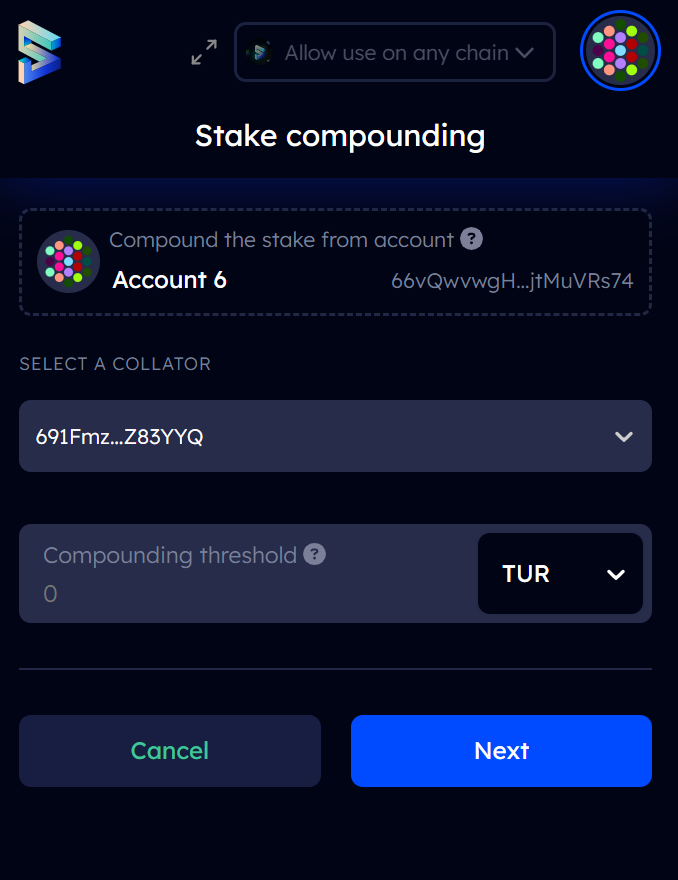 Allow use on any chain
Stake compounding
Compound the stake from account ?
Account 6 66vQwvwgH...jtMuVRs74
SELECT A COLLATOR
691Fmz...Z83YYQ
Compounding threshold ?
0
TUR
Cancel Next